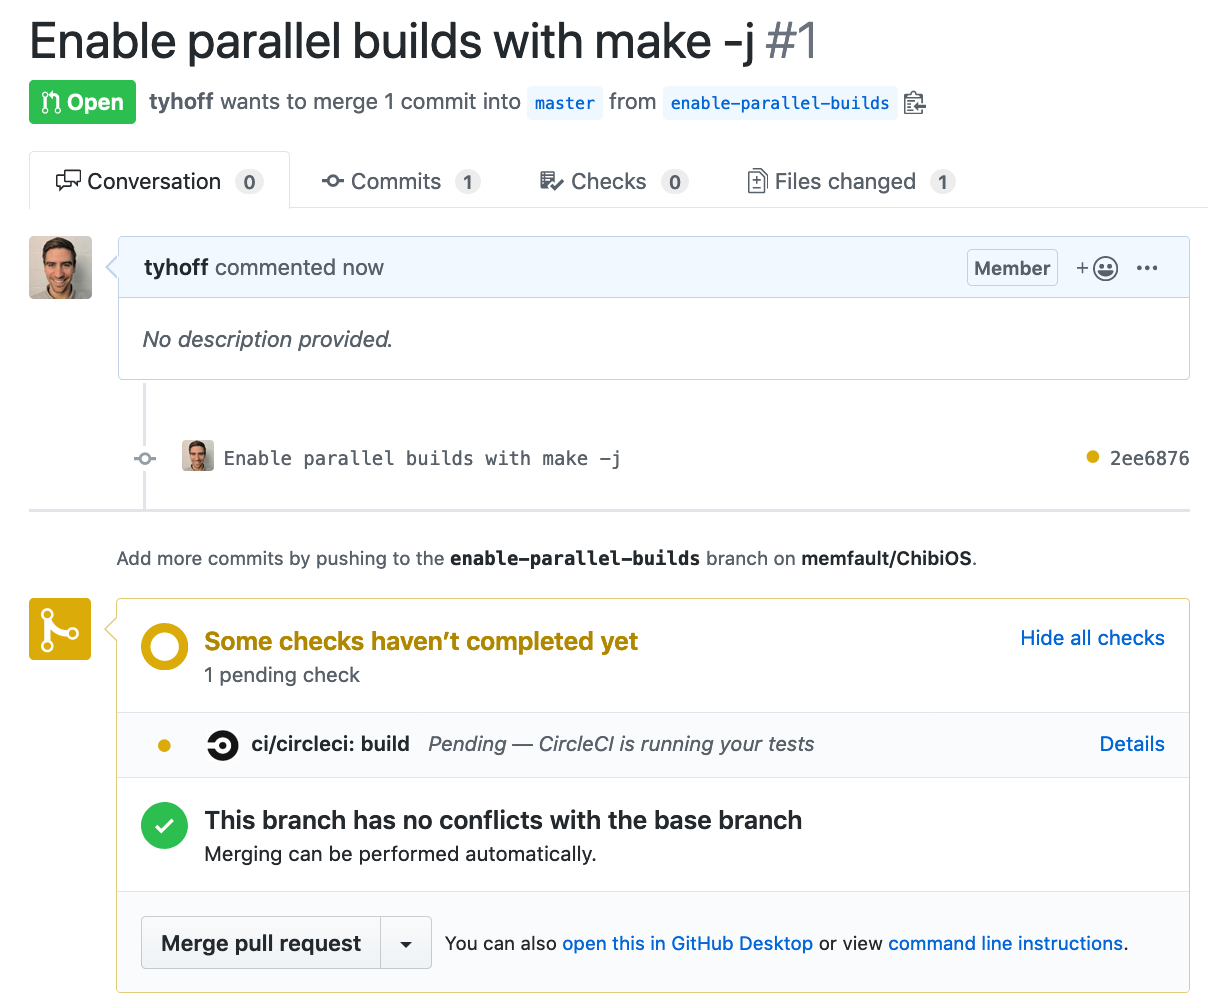 Enable parallel builds with make -j #1
Open tyhoff wants to merge 1 commit into master from enable-parallel-builds
Conversation 0 Commits 1 Checks 0 Files changed 1
tyhoff commented now Member
No description provided.
Enable parallel builds with make -j 2ee6876
Add more commits by pushing to the enable-parallel-builds branch on memfault/ChibiOS.
Some checks haven’t completed yet Hide all checks
1 pending check
ci/circleci: build Pending — CircleCI is running your tests Details
This branch has no conflicts with the base branch
Merging can be performed automatically.
Merge pull request You can also open this in GitHub Desktop or view command line instructions.